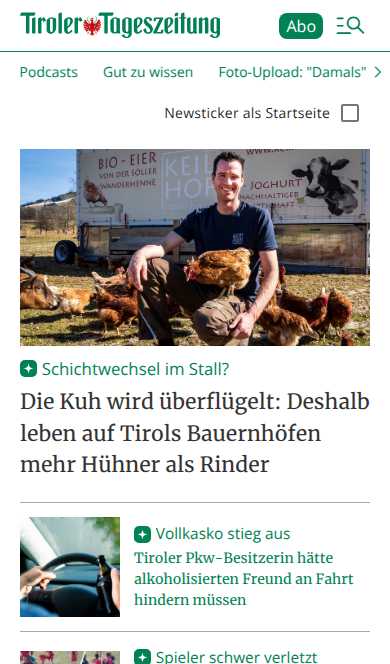 Tiroler Tageszeitung
Abo
Podcasts Gut zu wissen Foto-Upload: "Damals"
Newsticker als Startseite
BIO - EIER
VON DER SÖLLER
WANDERHENNE
KEIL
HOF
JOGHURT
NACHHALTIGER
Schichtwechsel im Stall?
Die Kuh wird überflügelt: Deshalb
leben auf Tirols Bauernhöfen
mehr Hühner als Rinder
Vollkasko stieg aus
Tiroler Pkw-Besitzerin hätte
alkoholisierten Freund an Fahrt
hindern müssen
Spieler schwer verletzt